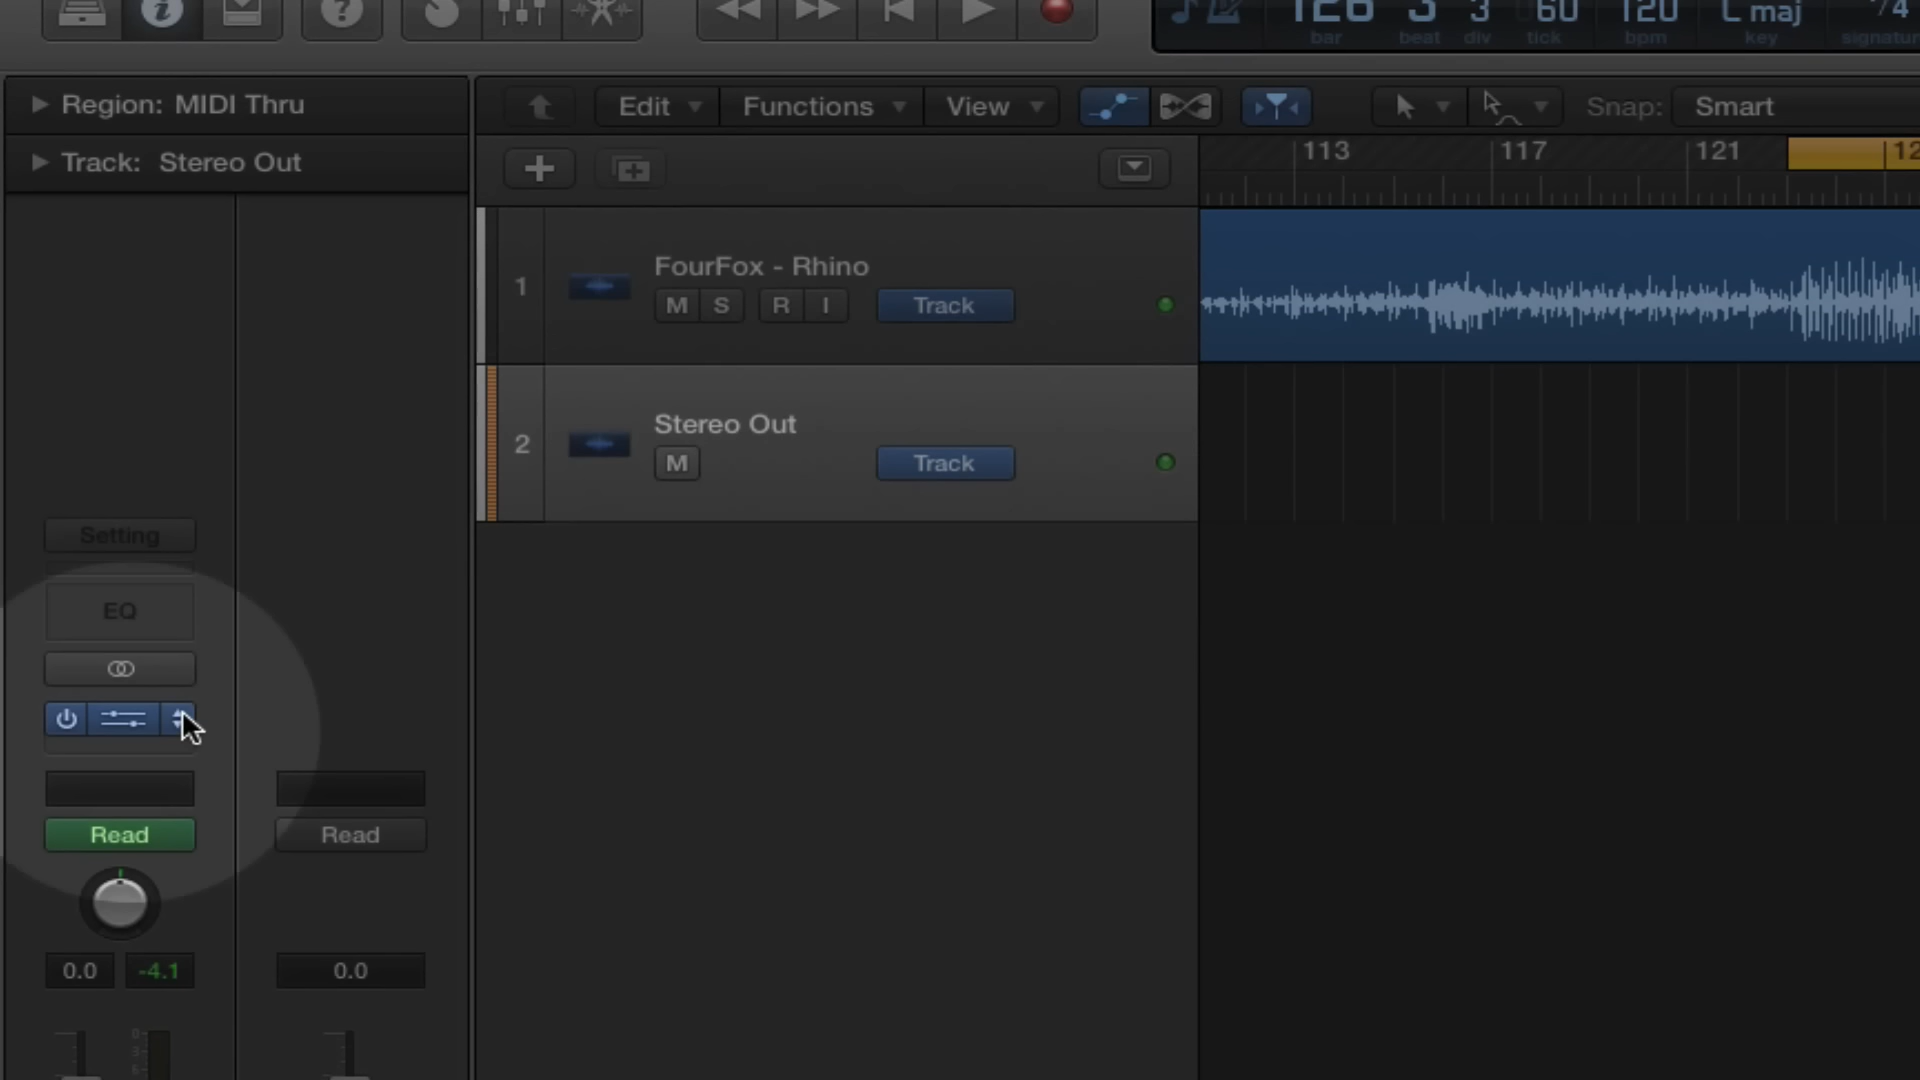 126 3 3 60 120 C maj /4
bar beat div tick bpm key signatur
Region: MIDI Thru
Edit Functions View Snap: Smart
Track: Stereo Out
113 117 121 12
1 FourFox - Rhino
M S R I Track
2 Stereo Out
M Track
Setting
EQ
Read Read
0.0 -4.1 0.0